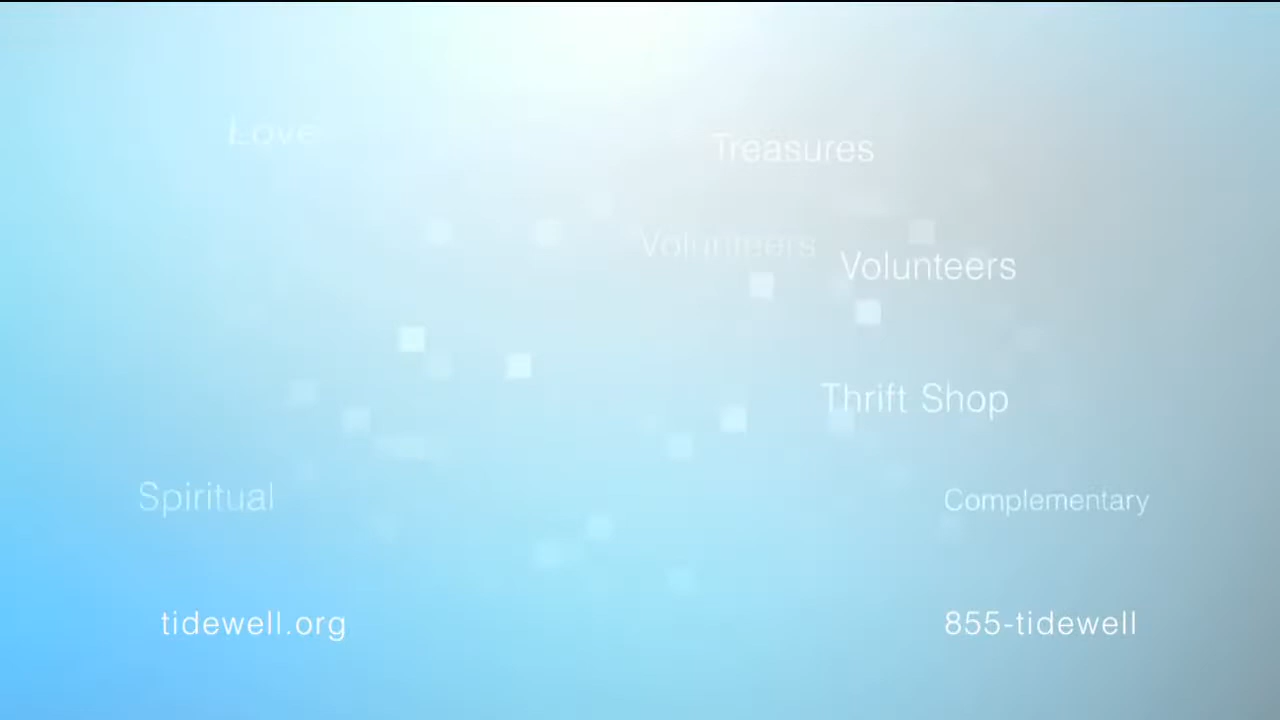 Love
Treasures
Volunteers
Volunteers
Thrift Shop
Spiritual
Complementary
tidewell.org
855-tidewell